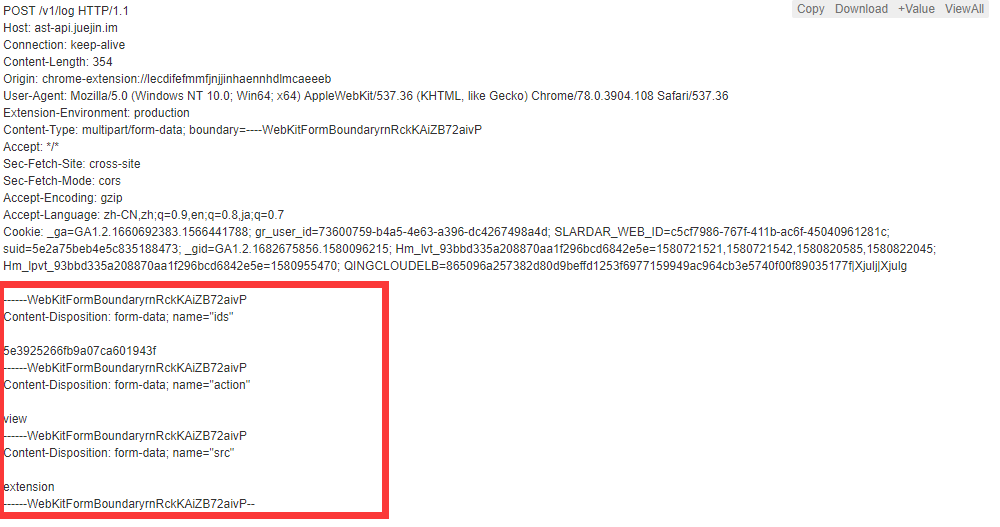 Copy Download +Value ViewAll
POST /v1/log HTTP/1.1
Host: ast-api.juejin.im
Connection: keep-alive
Content-Length: 354
Origin: chrome-extension://lecdifefmmfjnjjinhaennhdlmcaeeeb
User-Agent: Mozilla/5.0 (Windows NT 10.0; Win64; x64) AppleWebKit/537.36 (KHTML, like Gecko) Chrome/78.0.3904.108 Safari/537.36
Extension-Environment: production
Content-Type: multipart/form-data; boundary=----WebKitFormBoundaryrnRckKAiZB72aivP
Accept: */*
Sec-Fetch-Site: cross-site
Sec-Fetch-Mode: cors
Accept-Encoding: gzip
Accept-Language: zh-CN,zh;q=0.9,en;q=0.8,ja;q=0.7
Cookie: _ga=GA1.2.1660692383.1566441788; gr_user_id=73600759-b4a5-4e63-a396-dc4267498a4d; SLARDAR_WEB_ID=c5cf7986-767f-411b-ac6f-45040961281c;
suid=5e2a75beb4e5c835188473; _gid=GA1.2.1682675856.1580096215; Hm_lvt_93bbd335a208870aa1f296bcd6842e5e=1580721521,1580721542,1580820585,1580822045;
Hm_lpvt_93bbd335a208870aa1f296bcd6842e5e=1580955470; QINGCLOUDELB=865096a257382d80d9beffd1253f6977159949ac964cb3e5740f00f89035177f|Xjulj|Xjulg
------WebKitFormBoundaryrnRckKAiZB72aivP
Content-Disposition: form-data; name="ids"
5e3925266fb9a07ca601943f
------WebKitFormBoundaryrnRckKAiZB72aivP
Content-Disposition: form-data; name="action"
view
------WebKitFormBoundaryrnRckKAiZB72aivP
Content-Disposition: form-data; name="src"
extension
------WebKitFormBoundaryrnRckKAiZB72aivP--